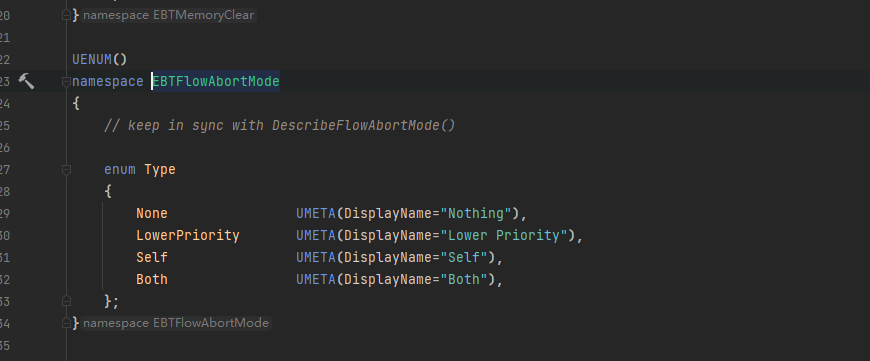 20 } namespace EBTMemoryClear
21
22 UENUM()
23 namespace EBTFlowAbortMode
24 {
25 // keep in sync with DescribeFlowAbortMode()
26
27 enum Type
28 {
29 None UMETA(DisplayName="Nothing"),
30 LowerPriority UMETA(DisplayName="Lower Priority"),
31 Self UMETA(DisplayName="Self"),
32 Both UMETA(DisplayName="Both"),
33 };
34 } namespace EBTFlowAbortMode
35